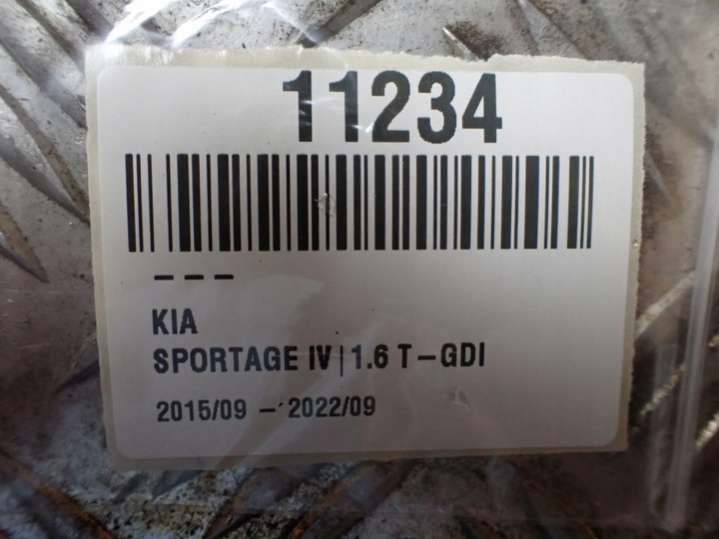 11234
– – –
KIA
SPORTAGE IV | 1.6 T – GDI
2015/09 – 2022/09